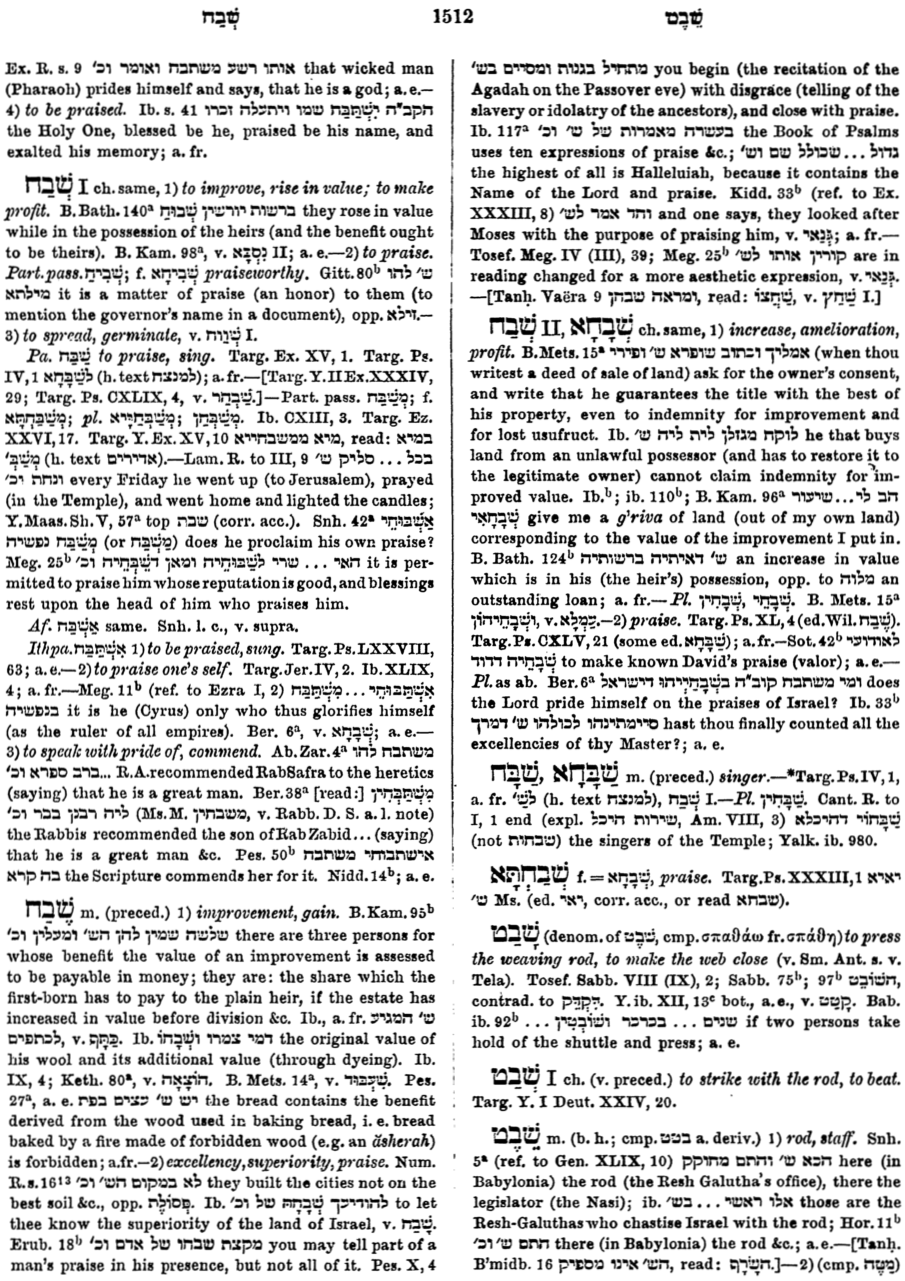 שְׁבַח
1512
שֵׁבֶט
Ex. R. s. 9 אותו רשע משתבח ואומר וכ׳ that wicked man
(Pharaoh) prides himself and says, that he is a god; a. e.—
4) to be praised. Ib. s. 41 הקב״ה יִשְׁתַּבַּח שמו ויתעלה זכרו
the Holy One, blessed be he, praised be his name, and
exalted his memory; a. fr.
שְׁבַח I ch. same, 1) to improve, rise in value; to make
profit. B. Bath. 140ᵃ ברשות יורשין שְׁבוּח they rose in value
while in the possession of the heirs (and the benefit ought
to be theirs). B. Kam. 98ᵃ, v. נִסְכָּא II; a. e.—2) to praise.
Part. pass. שְׁבִיחַ; f. שְׁבִיחָא praiseworthy. Gitt. 80ᵇ ש׳ להו
מילתא it is a matter of praise (an honor) to them (to
mention the governor's name in a document), opp. זילא.—
3) to spread, germinate, v. שְׁוַח I.
Pa. שַׁבַּח to praise, sing. Targ. Ex. XV, 1. Targ. Ps.
IV, 1 לְשַׁבָּחָא (h. text למנצח); a. fr.—[Targ. Y. II Ex. XXXIV,
29; Targ. Ps. CXLIX, 4, v. שְׁבַהַר.]—Part. pass. מְשַׁבַּח; f.
מְשַׁבַּחְתָּא; pl. מְשַׁבְּחִין; מְשַׁבְּחַיָּיא. Ib. CXIII, 3. Targ. Ez.
XXVI, 17. Targ. Y. Ex. XV, 10 מיא ממשבחייא, read: במיא
מְשַׁבְּ׳ (h. text אדירים).—Lam. R. to III, 9 בכל ... סליק ש׳
ונחת וכ׳ every Friday he went up (to Jerusalem), prayed
(in the Temple), and went home and lighted the candles;
Y. Maas. Sh. V, 57ᵃ top שבת (corr. acc.). Snh. 42ᵃ אַשְׁבּוּחֵי
מְשַׁבַּח נפשיה (or מַשְׁבַּח) does he proclaim his own praise?
Meg. 25ᵇ האי ... שרי לְשַׁבּוּחֵיה ומאן דשַׁבְּחֵיה וכ׳ it is per-
mitted to praise him whose reputation is good, and blessings
rest upon the head of him who praises him.
Af. אַשְׁבַּח same. Snh. l. c., v. supra.
Ithpa. אִשְׁתַּבַּח 1) to be praised, sung. Targ. Ps. LXXVIII,
63; a. e.—2) to praise one's self. Targ. Jer. IV, 2. Ib. XLIX,
4; a. fr.—Meg. 11ᵇ (ref. to Ezra I, 2) אִשְׁתַּבּוּחֵי ... מִשְׁתַּבַּח
בנפשיה it is he (Cyrus) only who thus glorifies himself
(as the ruler of all empires). Ber. 6ᵃ, v. שְׁבָחָא; a. e.—
3) to speak with pride of, commend. Ab. Zar. 4ᵃ משתבח להו
ברב ספרא וכ׳ ... R. A. recommended Rab Safra to the heretics
(saying) that he is a great man. Ber. 38ᵃ [read:] מִשְׁתַּבְּחִין
ליה רבנן בבר וכ׳ (Ms. M. משבחין, v. Rabb. D. S. a. l. note)
the Rabbis recommended the son of Rab Zabid ... (saying)
that he is a great man &c. Pes. 50ᵇ אישתבוחי משתבח
בה קרא the Scripture commends her for it. Nidd. 14ᵇ; a. e.
שֶׁבַח m. (preced.) 1) improvement, gain. B. Kam. 95ᵇ
שלשה שמין להן הש׳ ומעלין וכ׳ there are three persons for
whose benefit the value of an improvement is assessed
to be payable in money; they are: the share which the
first-born has to pay to the plain heir, if the estate has
increased in value before division &c. Ib., a. fr. ש׳ המגיע
לכתפים, v. כָּתֵף. Ib. דמי צמרו ושִׁבְחוֹ the original value of
his wool and its additional value (through dyeing). Ib.
IX, 4; Keth. 80ᵃ, v. הוֹצָאָה. B. Mets. 14ᵃ, v. שִׁעְבּוּד. Pes.
27ᵃ, a. e. יש ש׳ עצים בפת the bread contains the benefit
derived from the wood used in baking bread, i. e. bread
baked by a fire made of forbidden wood (e. g. an ăsherah)
is forbidden; a. fr.—2) excellency, superiority, praise. Num.
R. s. 16¹³ לא במקום הש׳ וכ׳ they built the cities not on the
best soil &c., opp. פְּסוֹלֶת. Ib. להודיעך שִׁבְחָהּ של וכ׳ to let
thee know the superiority of the land of Israel, v. שָׁבַח.
Erub. 18ᵇ מקצת שבחו של אדם וכ׳ you may tell part of a
man's praise in his presence, but not all of it. Pes. X, 4
מתחיל בגנות ומסיים בש׳ you begin (the recitation of the
Agadah on the Passover eve) with disgrace (telling of the
slavery or idolatry of the ancestors), and close with praise.
Ib. 117ᵃ בעשרה מאמרות של ש׳ וכ׳ the Book of Psalms
uses ten expressions of praise &c.; גדול ... שכולל שם וש׳
the highest of all is Halleluiah, because it contains the
Name of the Lord and praise. Kidd. 33ᵇ (ref. to Ex.
XXXIII, 8) וחד אמר לש׳ and one says, they looked after
Moses with the purpose of praising him, v. גְּנַאי; a. fr.—
Tosef. Meg. IV (III), 39; Meg. 25ᵇ קורין אותו לש׳ are in
reading changed for a more aesthetic expression, v. גְּנַאי.
—[Tanḥ. Vaëra 9 ומראה שבחן, read: שַׁחֲצוֹ, v. שַׁחַץ I.]
שְׁבַח II, שְׁבָחָא ch. same, 1) increase, amelioration,
profit. B. Mets. 15ᵃ אמליך וכתוב שופרא ש׳ ופירי (when thou
writest a deed of sale of land) ask for the owner's consent,
and write that he guarantees the title with the best of
his property, even to indemnity for improvement and
for lost usufruct. Ib. לוקח מגזלן לית ליה ש׳ he that buys
land from an unlawful possessor (and has to restore it to
the legitimate owner) cannot claim indemnity for im-
proved value. Ib.ᵇ; ib. 110ᵇ; B. Kam. 96ᵃ הב לי ... שיעור
שְׁבָחַאי give me a g'riva of land (out of my own land)
corresponding to the value of the improvement I put in.
B. Bath. 124ᵇ ש׳ דאיתיה ברשותיה an increase in value
which is in his (the heir's) possession, opp. to מלוה an
outstanding loan; a. fr.—Pl. שְׁבָחֵי, שְׁבָחִין. B. Mets. 15ᵃ
וּשְׁבָחֵיהוֹן, v. עֲמָלָא.—2) praise. Targ. Ps. XL, 4 (ed. Wil. שְׁבַח).
Targ. Ps. CXLV, 21 (some ed. שְׁבָּחָא); a. fr.—Sot. 42ᵇ לאודועי
שְׁבָחֵיה דדוד to make known David's praise (valor); a. e.—
Pl. as ab. Ber. 6ᵃ ומי משתבח קוב״ה בשְׁבָחַיְיהוּ דישראל does
the Lord pride himself on the praises of Israel? Ib. 33ᵇ
סיימתינהו לכולהו ש׳ דמרך hast thou finally counted all the
excellencies of thy Master?; a. e.
שַׁבָּח, שַׁבָּחָא m. (preced.) singer.—*Targ. Ps. IV, 1,
a. fr. לְשַׁ׳ (h. text למנצח), v. שְׁבַח I.—Pl. שַׁבָּחִין. Cant. R. to
I, 1 end (expl. שירות היכל, Am. VIII, 3) שַׁבָּחוֹי דהיכלא
(not שבחות) the singers of the Temple; Yalk. ib. 980.
שְׁבַחְתָּא f. = שְׁבָחָא, praise. Targ. Ps. XXXIII, 1 יאיא
ש׳ Ms. (ed. יאי, corr. acc., or read שבחא).
שָׁבַט (denom. of שֵׁבֶט, cmp. σπαθάω fr. σπάθη) to press
the weaving rod, to make the web close (v. Sm. Ant. s. v.
Tela). Tosef. Sabb. VIII (IX), 2; Sabb. 75ᵇ; 97ᵇ השּׁוֹבֵט,
contrad. to דִּקְדֵּק. Y. ib. XII, 13ᶜ bot., a. e., v. קָטַט. Bab.
ib. 92ᵇ שנים ... בכרכר ושׁוֹבְטִין ... if two persons take
hold of the shuttle and press; a. e.
שְׁבַט I ch. (v. preced.) to strike with the rod, to beat.
Targ. Y. I Deut. XXIV, 20.
שֵׁבֶט m. (b. h.; cmp. בטט a. deriv.) 1) rod, staff. Snh.
5ᵃ (ref. to Gen. XLIX, 10) הכא ש׳ והתם מחוקק here (in
Babylonia) the rod (the Resh Galutha's office), there the
legislator (the Nasi); ib. אלו ראשי ... בש׳ those are the
Resh-Galuthas who chastise Israel with the rod; Hor. 11ᵇ
התם ש׳ וכ׳ there (in Babylonia) the rod &c.; a. e.—[Tanḥ.
B'midb. 16 הש׳ אינו מספיק, read: הַשָּׂרָף.]—2) (cmp. מַטֶּה)